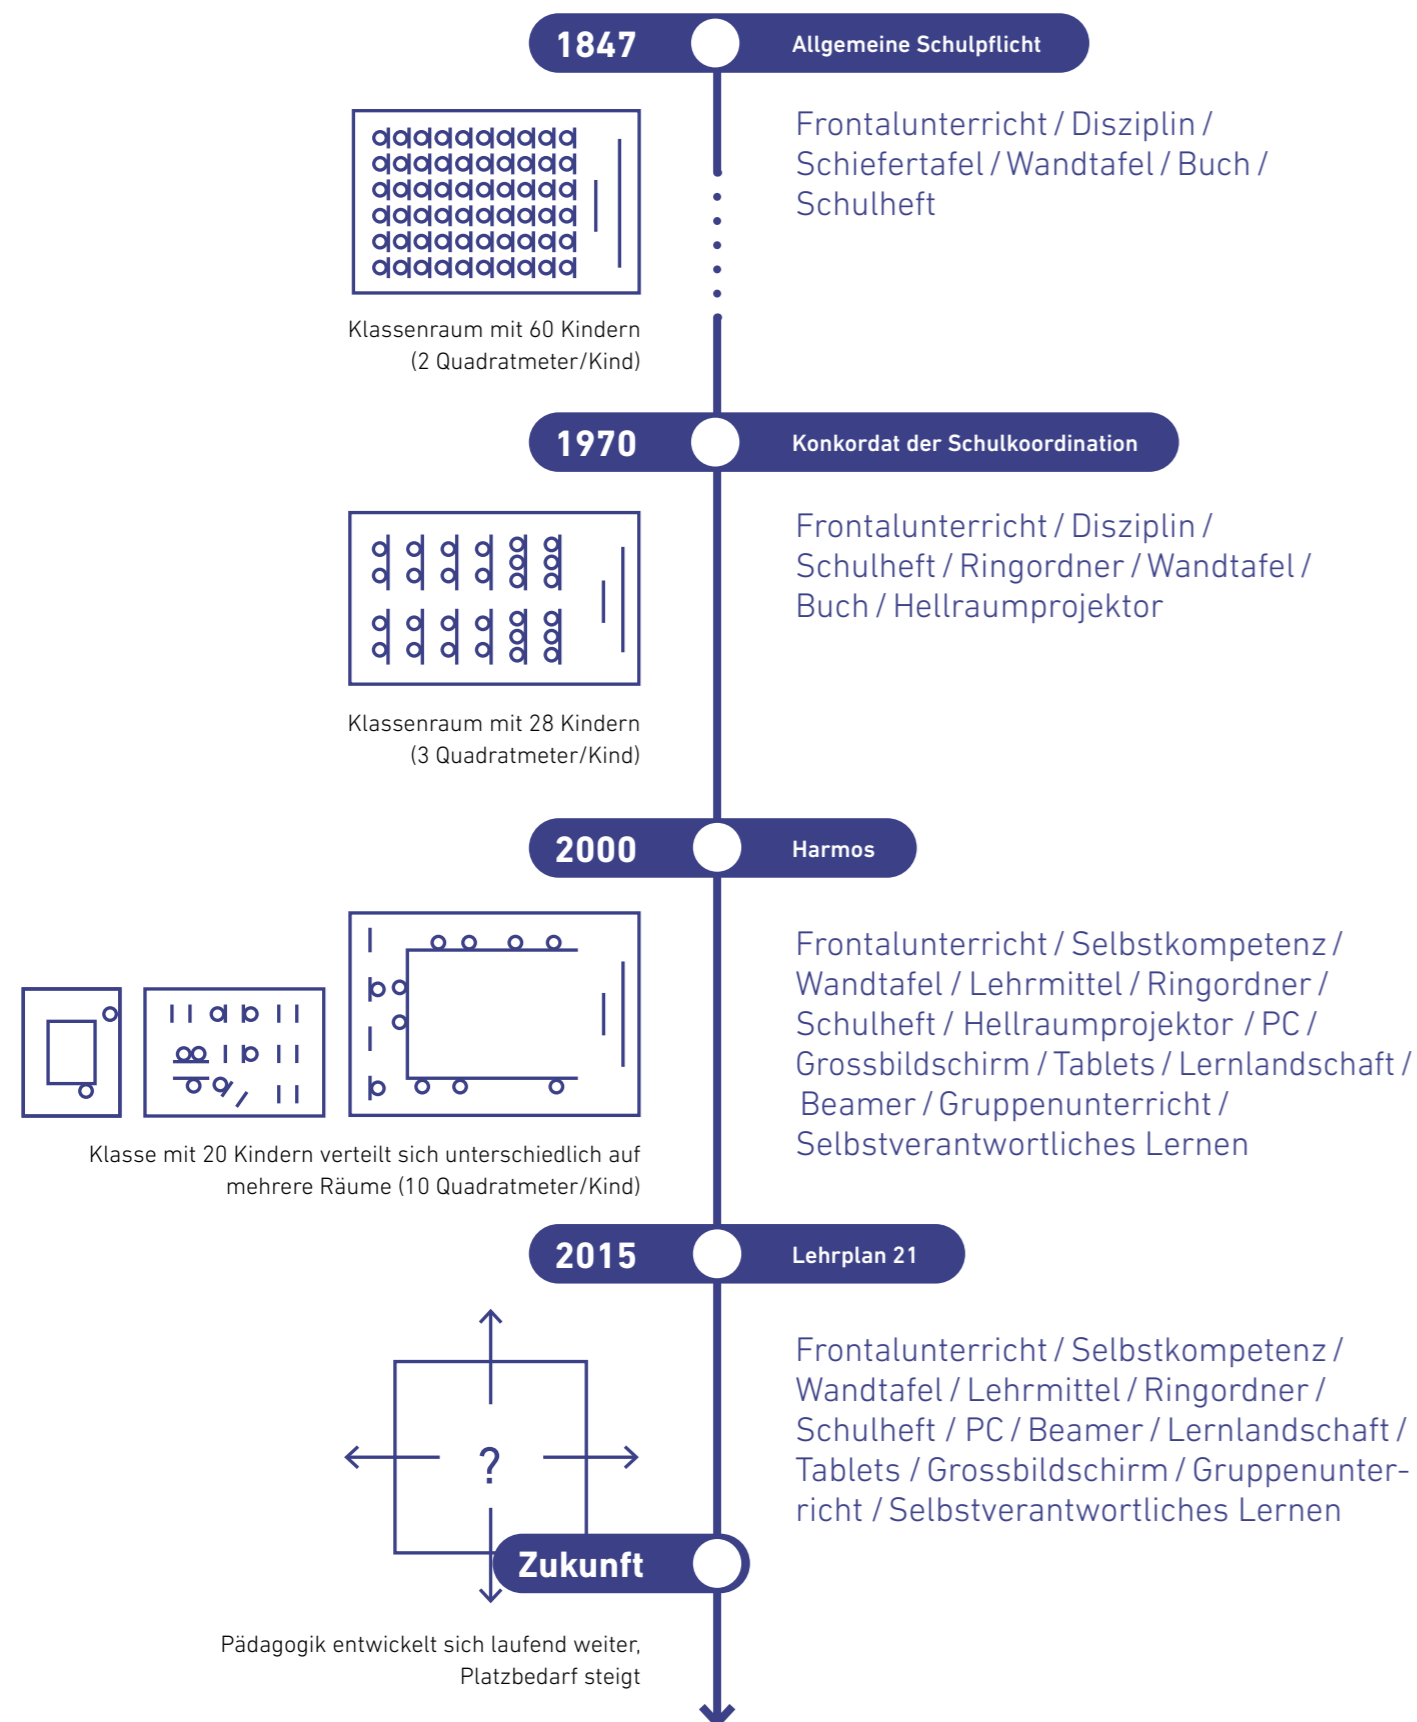 1847 Allgemeine Schulpflicht
Frontalunterricht / Disziplin /
Schiefertafel / Wandtafel / Buch /
Schulheft
Klassenraum mit 60 Kindern
(2 Quadratmeter/Kind)
1970 Konkordat der Schulkoordination
Frontalunterricht / Disziplin /
Schulheft / Ringordner / Wandtafel /
Buch / Hellraumprojektor
Klassenraum mit 28 Kindern
(3 Quadratmeter/Kind)
2000 Harmos
Frontalunterricht / Selbstkompetenz /
Wandtafel / Lehrmittel / Ringordner /
Schulheft / Hellraumprojektor / PC /
Grossbildschirm / Tablets / Lernlandschaft /
Beamer / Gruppenunterricht /
Selbstverantwortliches Lernen
Klasse mit 20 Kindern verteilt sich unterschiedlich auf
mehrere Räume (10 Quadratmeter/Kind)
2015 Lehrplan 21
Frontalunterricht / Selbstkompetenz /
Wandtafel / Lehrmittel / Ringordner /
Schulheft / PC / Beamer / Lernlandschaft /
Tablets / Grossbildschirm / Gruppenunter-
richt / Selbstverantwortliches Lernen
?
Zukunft
Pädagogik entwickelt sich laufend weiter,
Platzbedarf steigt